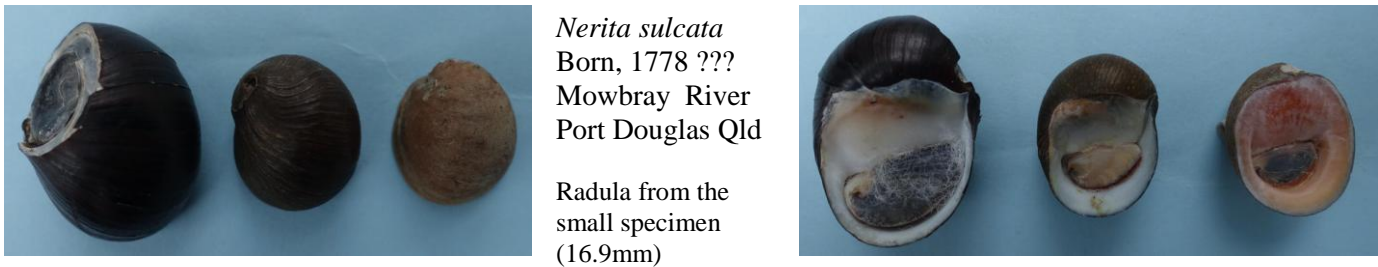 Nerita sulcata
Born, 1778 ???
Mowbray River
Port Douglas Qld
Radula from the
small specimen
(16.9mm)